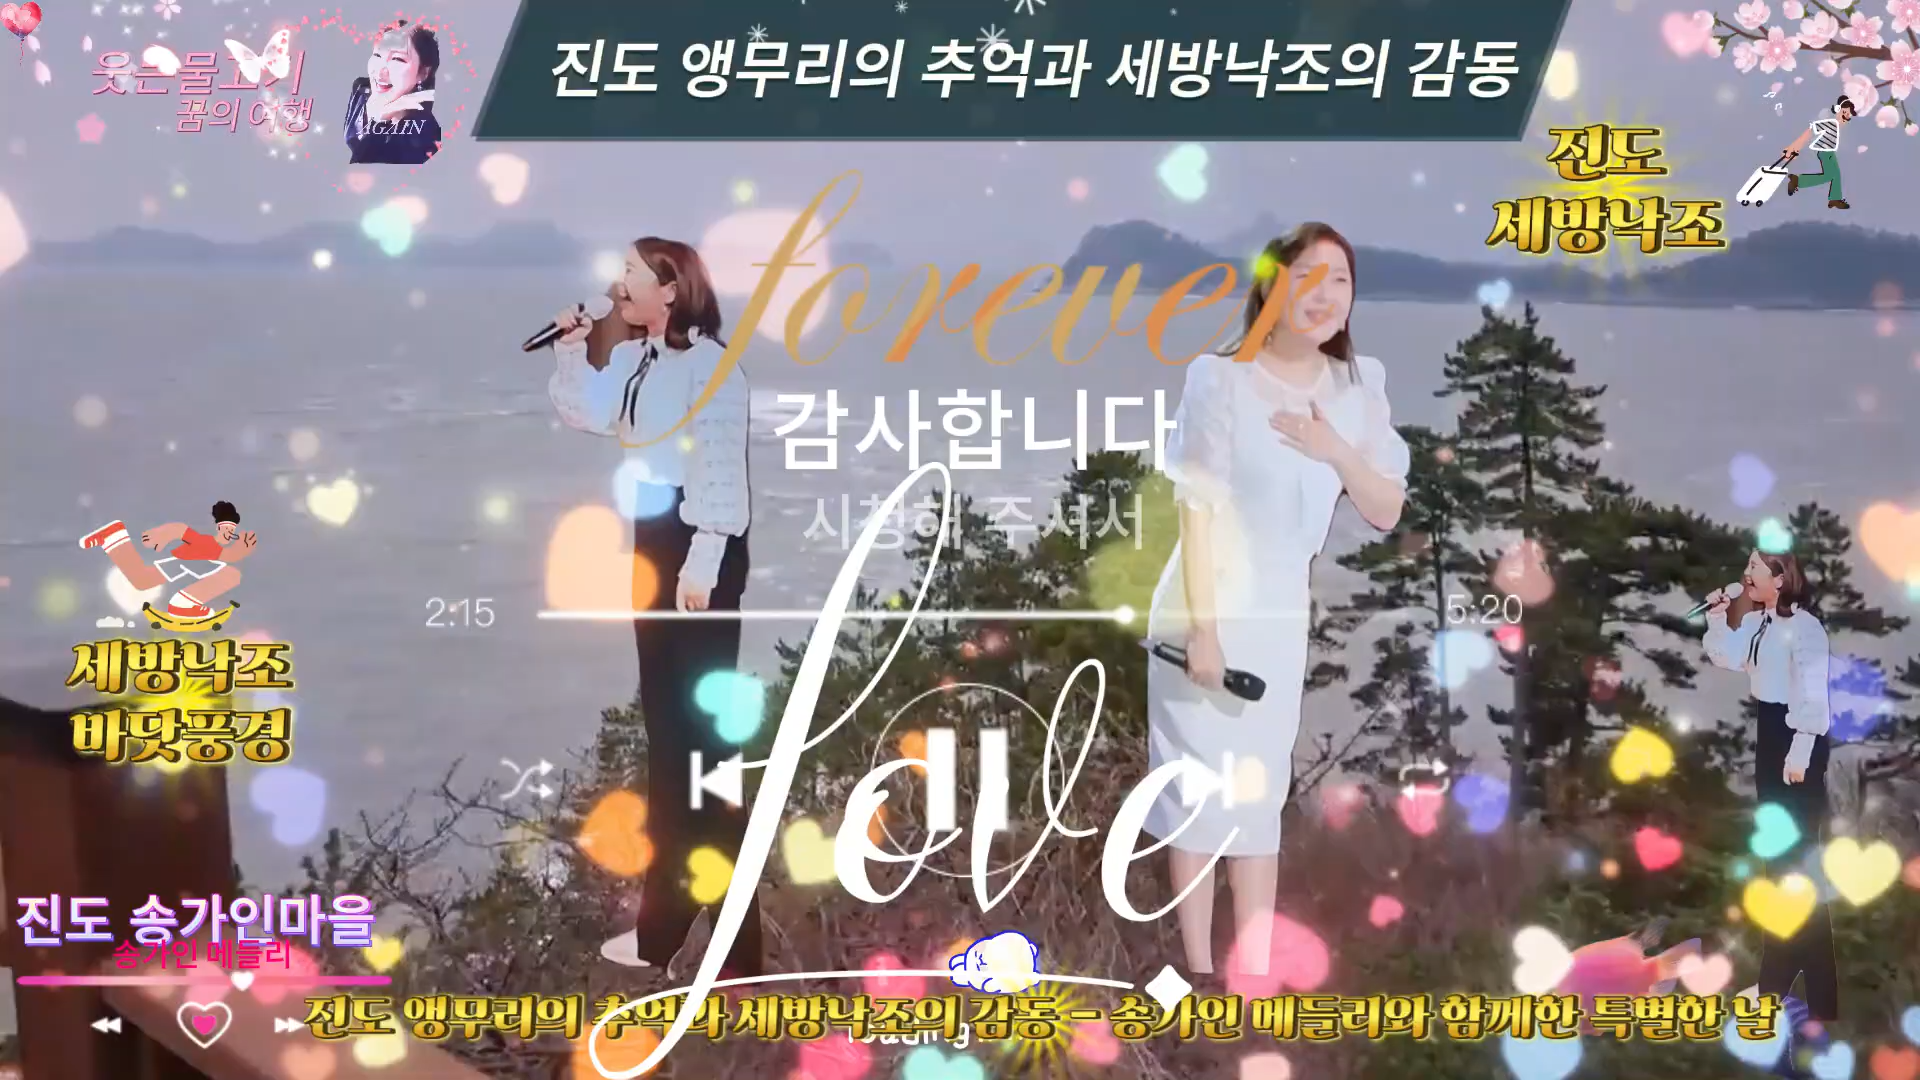 진도 앵무리의 추억과 세방낙조의 감동
웃는물고기
꿈의 여행
AGAIN
진도
세방낙조
forever
감사합니다
시청해 주셔서
2:15
5:20
세방낙조
바닷풍경
love
진도 송가인마을
송가인 메들리
진도 앵무리의 추억과 세방낙조의 감동 - 송가인 메들리와 함께한 특별한 날
loading